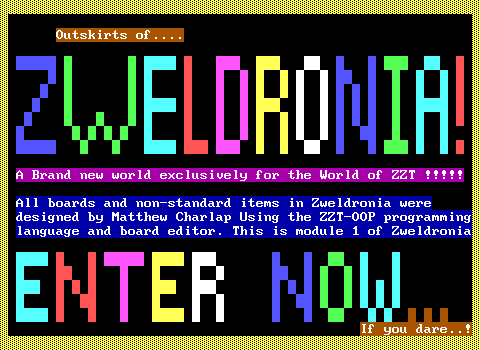 Outskirts of....
ZWELDRONIA!
A Brand new world exclusively for the World of ZZT !!!!!
All boards and non-standard items in Zweldronia were
designed by Matthew Charlap Using the ZZT-OOP programming
language and board editor. This is module 1 of Zweldronia
ENTER NOW...
If you dare..!